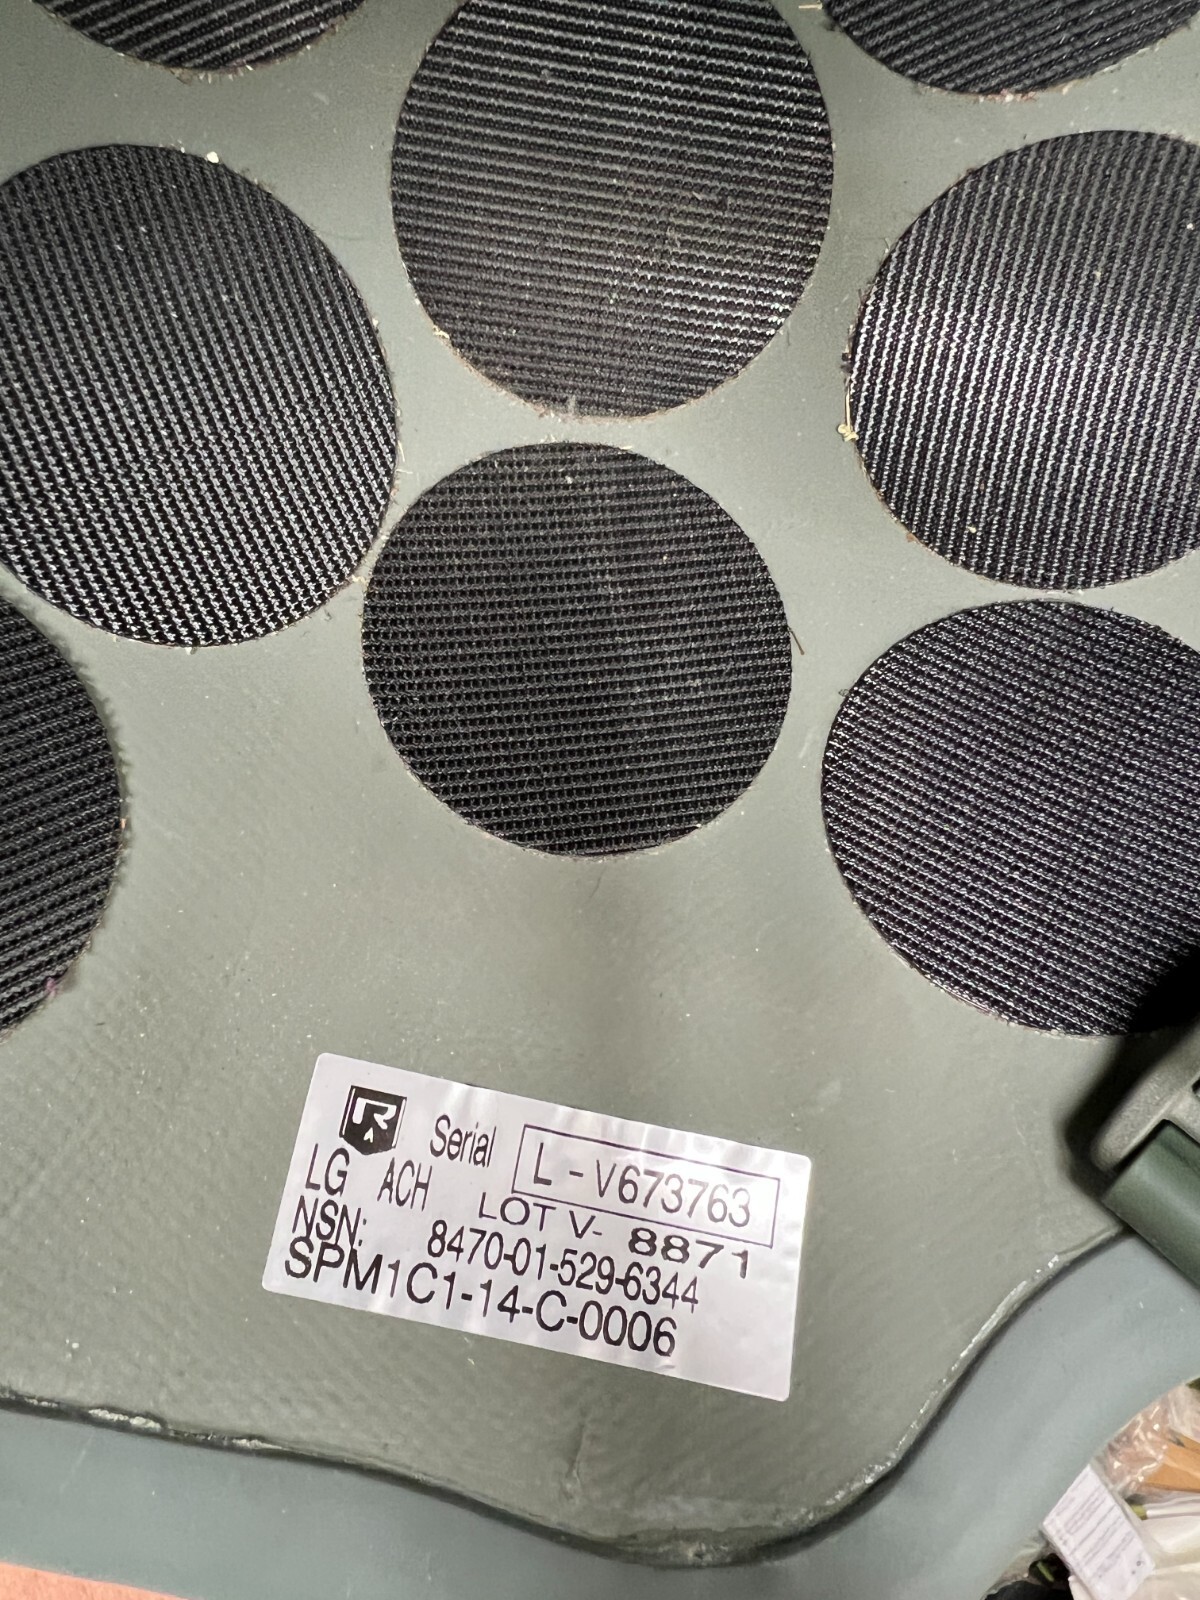 Serial L-V673763
LG ACH LOT V- 8871
NSN: 8470-01-529-6344
SPM1C1-14-C-0006